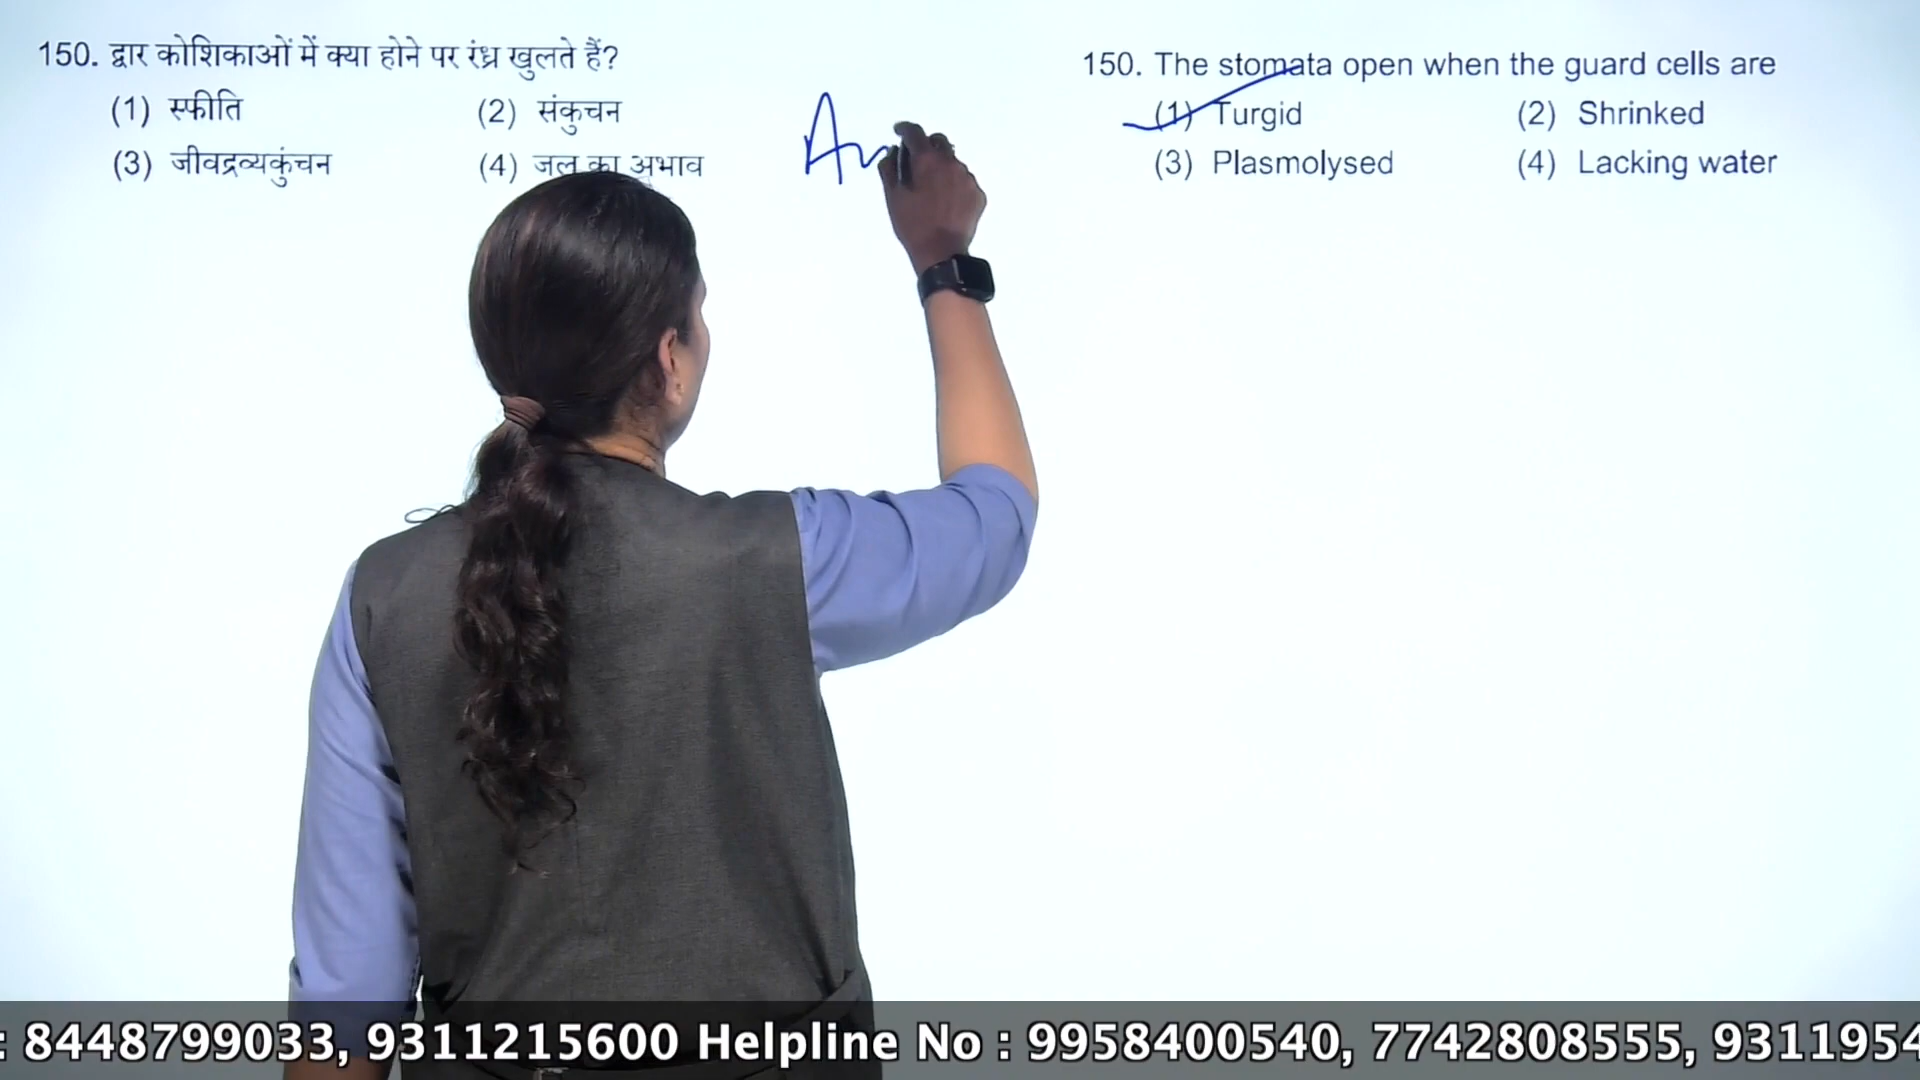 150. द्वार कोशिकाओं में क्या होने पर रंध्र खुलते हैं?
(1) स्फीति (2) संकुचन
(3) जीवद्रव्यकुंचन (4) जल का अभाव
150. The stomata open when the guard cells are
(1) Turgid (2) Shrinked
(3) Plasmolysed (4) Lacking water
: 8448799033, 9311215600 Helpline No : 9958400540, 7742808555, 9311954